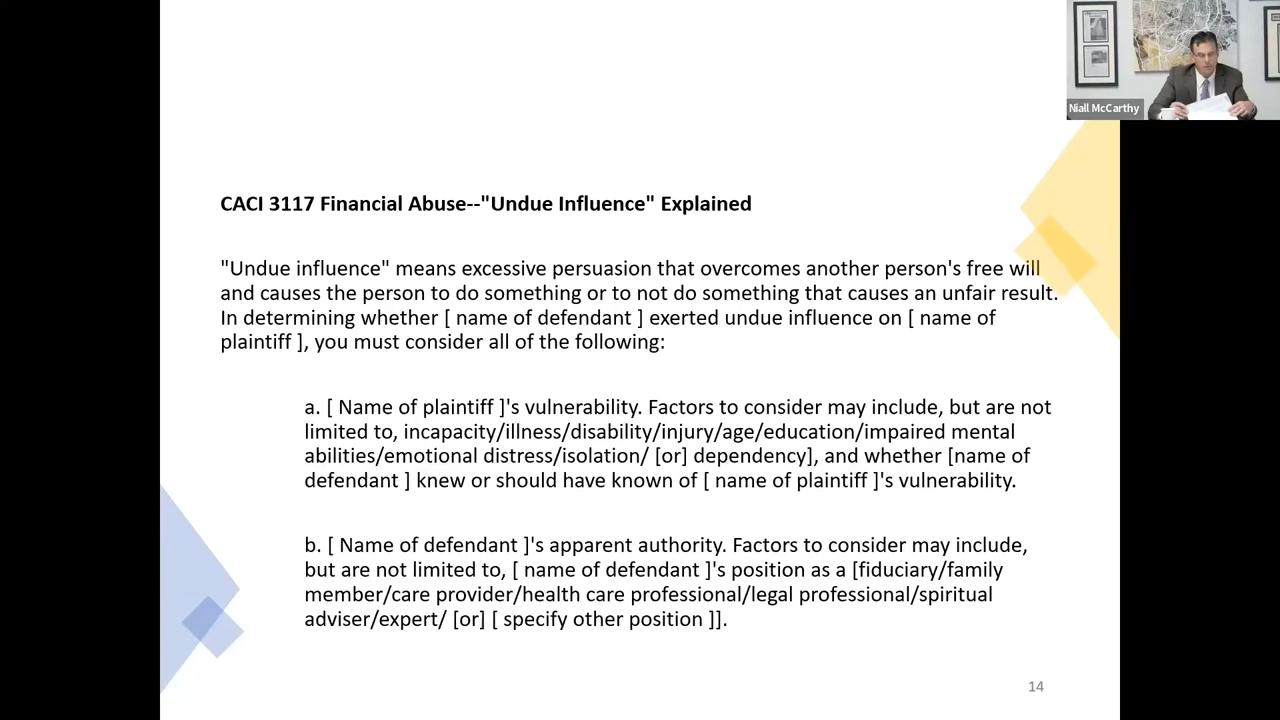 Niall McCarthy
CACI 3117 Financial Abuse--"Undue Influence" Explained
"Undue influence" means excessive persuasion that overcomes another person's free will
and causes the person to do something or to not do something that causes an unfair result.
In determining whether [ name of defendant ] exerted undue influence on [ name of
plaintiff ], you must consider all of the following:
a. [ Name of plaintiff ]'s vulnerability. Factors to consider may include, but are not
limited to, incapacity/illness/disability/injury/age/education/impaired mental
abilities/emotional distress/isolation/ [or] dependency], and whether [name of
defendant ] knew or should have known of [ name of plaintiff ]'s vulnerability.
b. [ Name of defendant ]'s apparent authority. Factors to consider may include,
but are not limited to, [ name of defendant ]'s position as a [fiduciary/family
member/care provider/health care professional/legal professional/spiritual
adviser/expert/ [or] [ specify other position ]].
14